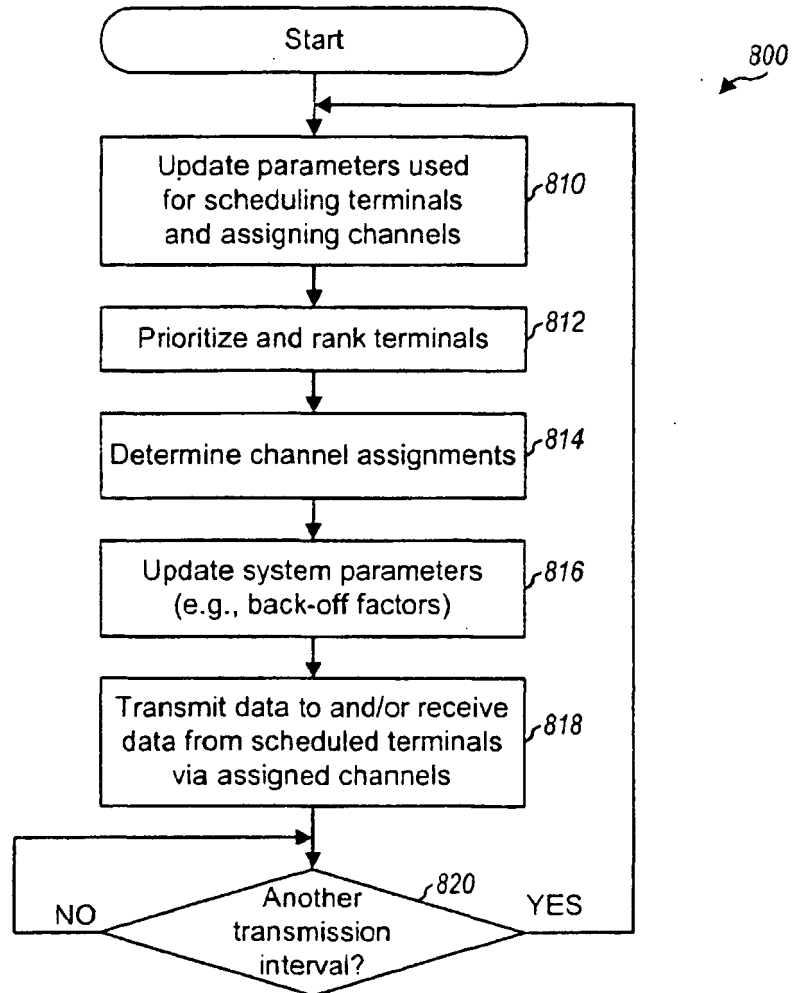 Start
800
Update parameters used
for scheduling terminals
and assigning channels
810
Prioritize and rank terminals
812
Determine channel assignments
814
Update system parameters
(e.g., back-off factors)
816
Transmit data to and/or receive
data from scheduled terminals
via assigned channels
818
820
Another
transmission
interval?
NO
YES